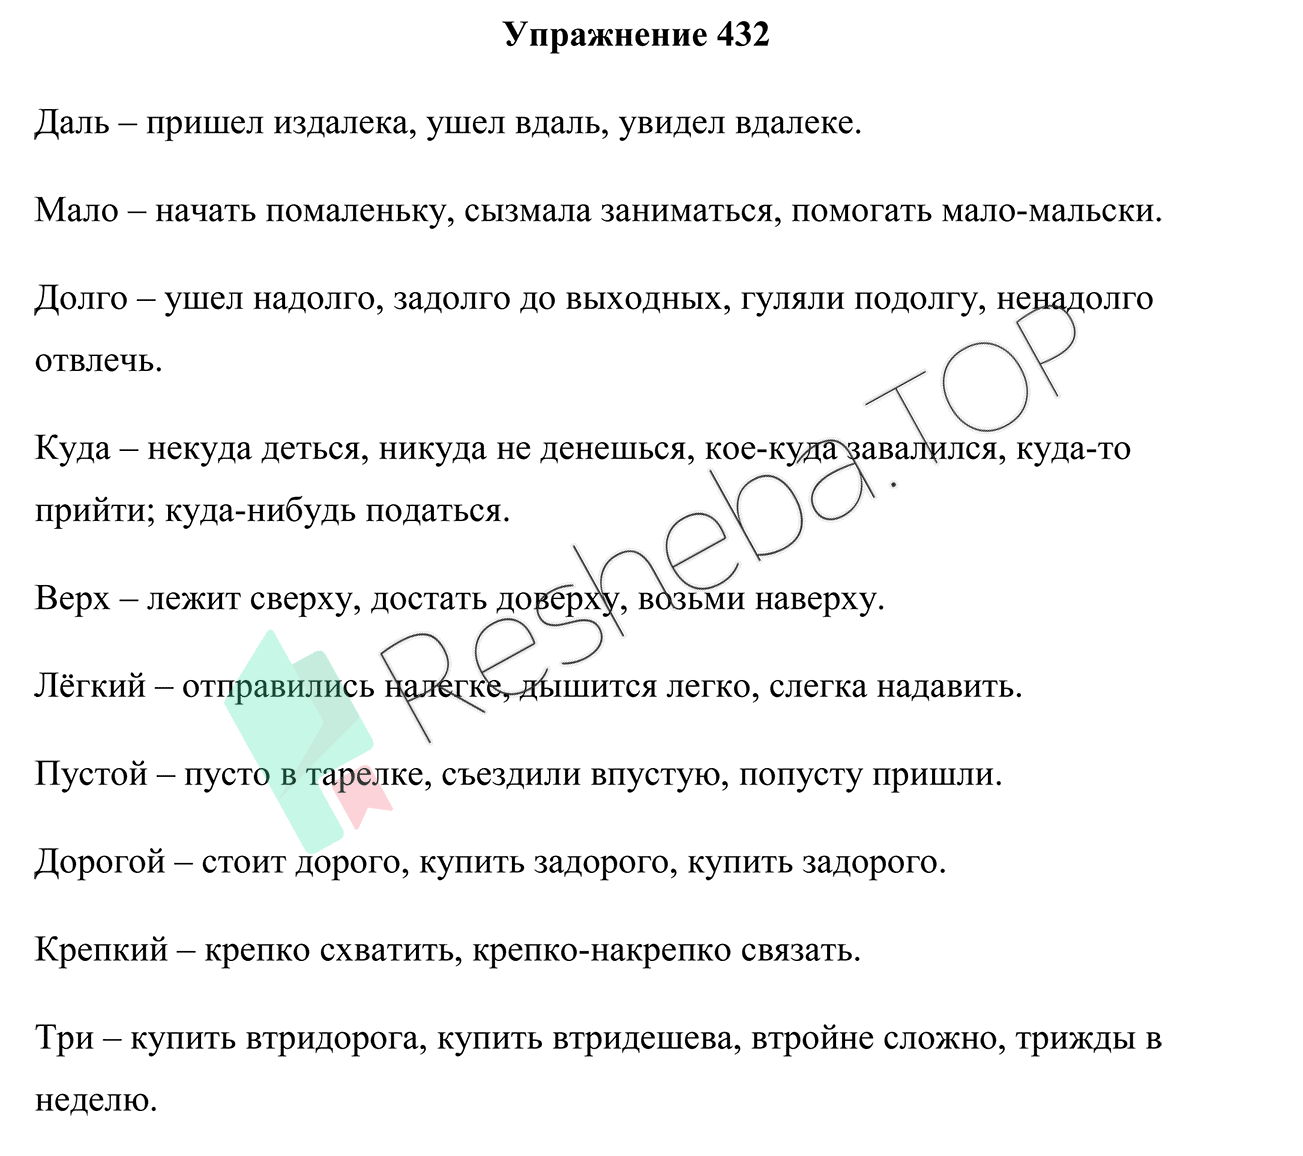 Упражнение 432
Даль – пришел издалека, ушел вдаль, увидел вдалеке.
Мало – начать помаленьку, сызмала заниматься, помогать мало-мальски.
Долго – ушел надолго, задолго до выходных, гуляли подолгу, ненадолго
отвлечь.
Куда – некуда деться, никуда не денешься, кое-куда завалился, куда-то
прийти; куда-нибудь податься.
Верх – лежит сверху, достать доверху, возьми наверху.
Лёгкий – отправились налегке, дышится легко, слегка надавить.
Пустой – пусто в тарелке, съездили впустую, попусту пришли.
Дорогой – стоит дорого, купить задорого, купить задорого.
Крепкий – крепко схватить, крепко-накрепко связать.
Три – купить втридорога, купить втридешева, втройне сложно, трижды в
неделю.
Resheba.TOP